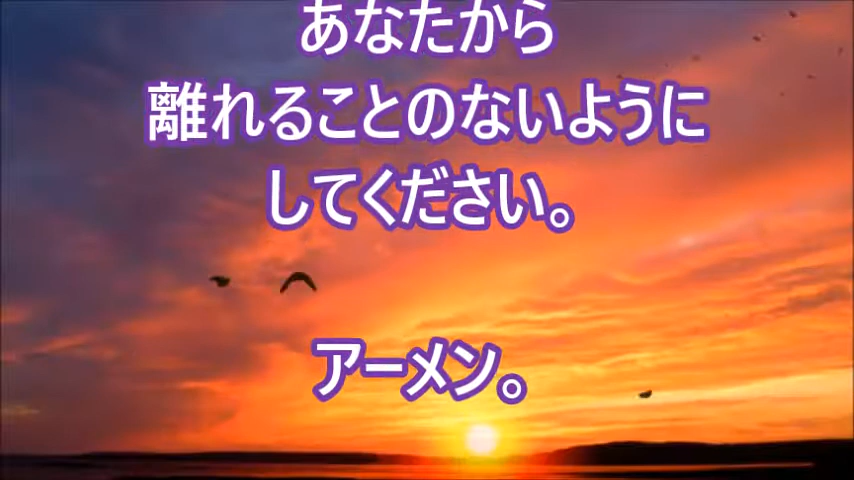 あなたから
離れることのないように
してください。
アーメン。